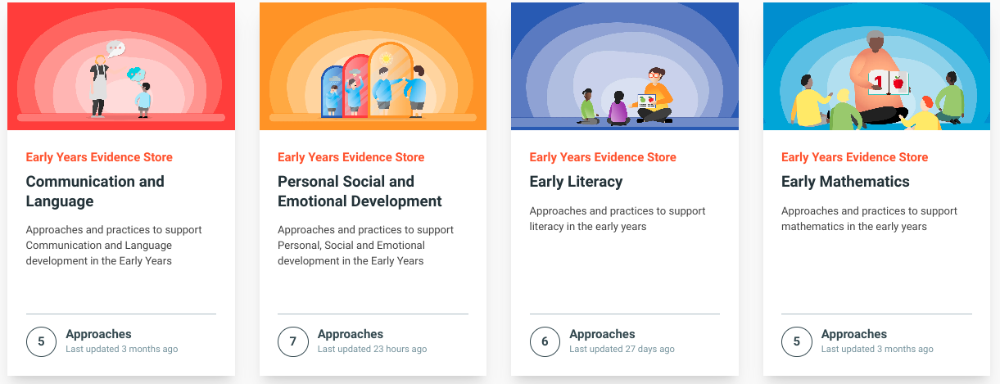 Early Years Evidence Store
Communication and
Language
Approaches and practices to support
Communication and Language
development in the Early Years
5
Approaches
Last updated 3 months ago
Early Years Evidence Store
Personal Social and
Emotional Development
Approaches and practices to support
Personal, Social and Emotional
development in the Early Years
7
Approaches
Last updated 23 hours ago
Early Years Evidence Store
Early Literacy
Approaches and practices to support
literacy in the early years
6
Approaches
Last updated 27 days ago
1
Early Years Evidence Store
Early Mathematics
Approaches and practices to support
mathematics in the early years
5
Approaches
Last updated 3 months ago